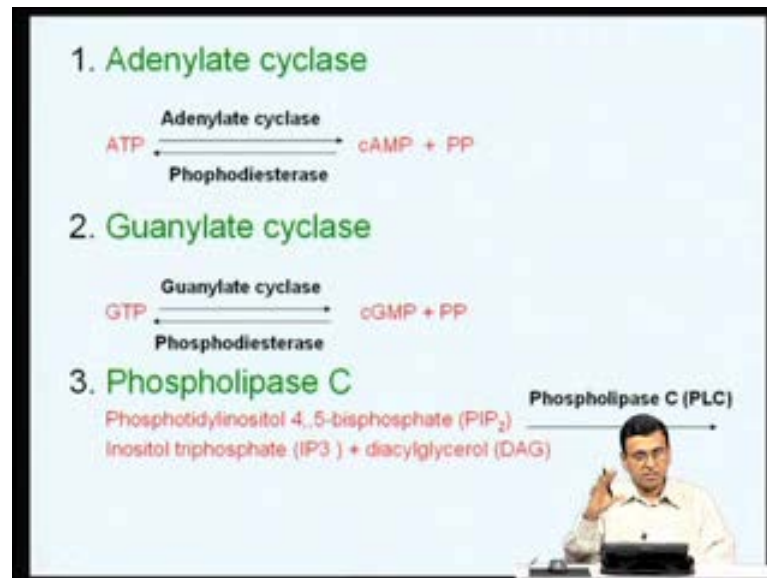 1. Adenylate cyclase
Adenylate cyclase
ATP cAMP + PP
Phophodiesterase
2. Guanylate cyclase
Guanylate cyclase
GTP cGMP + PP
Phosphodiesterase
3. Phospholipase C
Phosphotidylinositol 4,,5-bisphosphate (PIP₂) Phospholipase C (PLC)
Inositol triphosphate (IP3 ) + diacylglycerol (DAG)